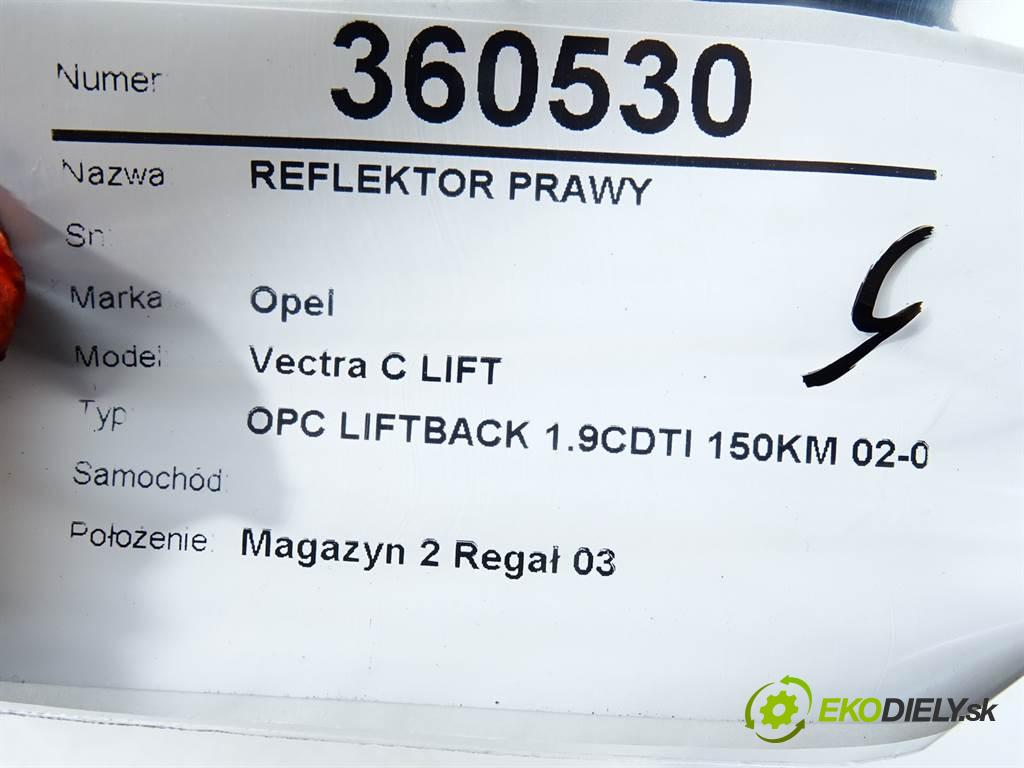 Numer: 360530
Nazwa: REFLEKTOR PRAWY
Sn:
Marka: Opel
Model: Vectra C LIFT
Typ: OPC LIFTBACK 1.9CDTI 150KM 02-0
Samochód:
Położenie: Magazyn 2 Regał 03
EKODIELY.sk